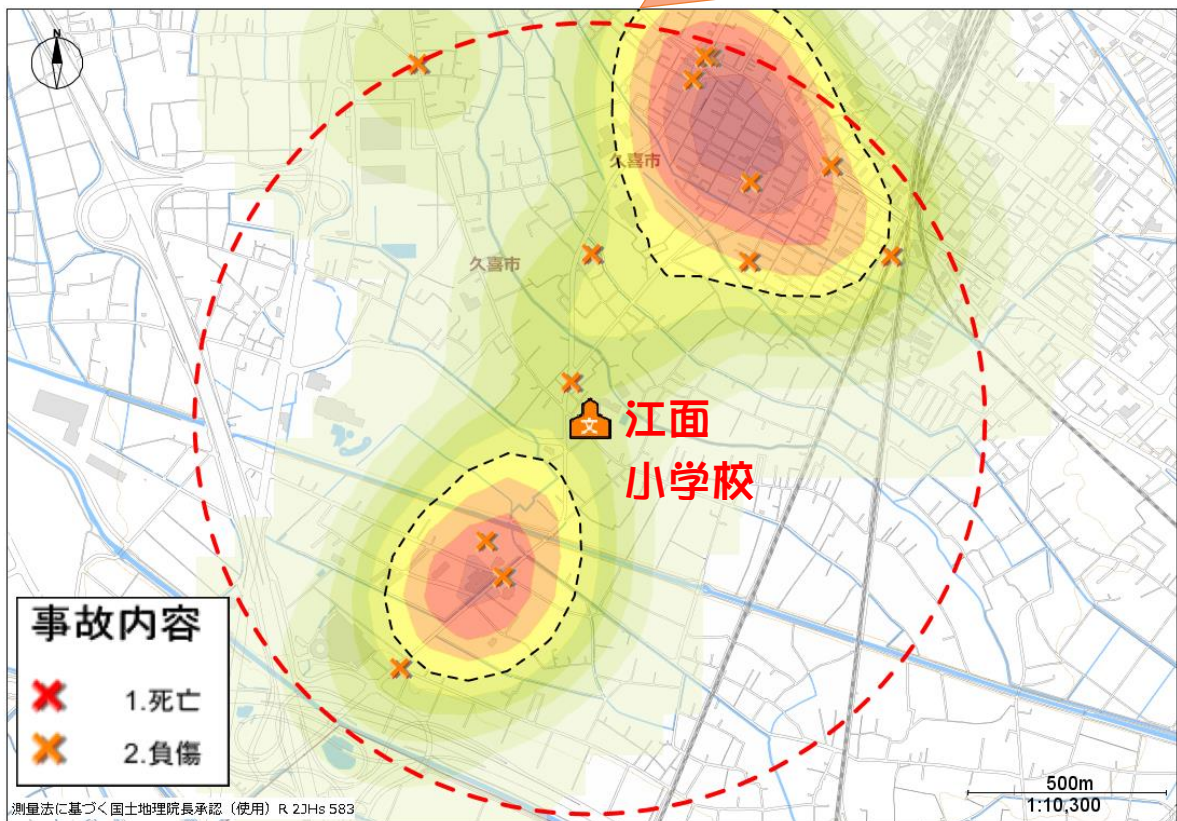 N
久喜市
久喜市
文
江面
小学校
事故内容
1.死亡
2.負傷
500m
1:10,300
測量法に基づく国土地理院長承認（使用）R 2JHs 583